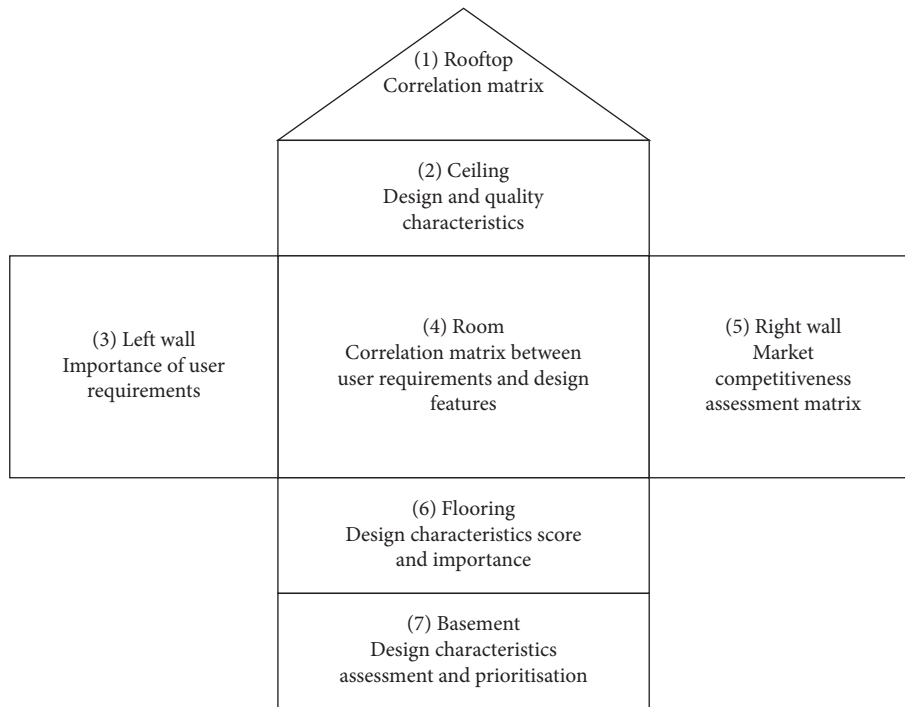 (1) Rooftop
Correlation matrix
(2) Ceiling
Design and quality
characteristics
(3) Left wall
Importance of user
requirements
(4) Room
Correlation matrix between
user requirements and design
features
(5) Right wall
Market
competitiveness
assessment matrix
(6) Flooring
Design characteristics score
and importance
(7) Basement
Design characteristics
assessment and prioritisation